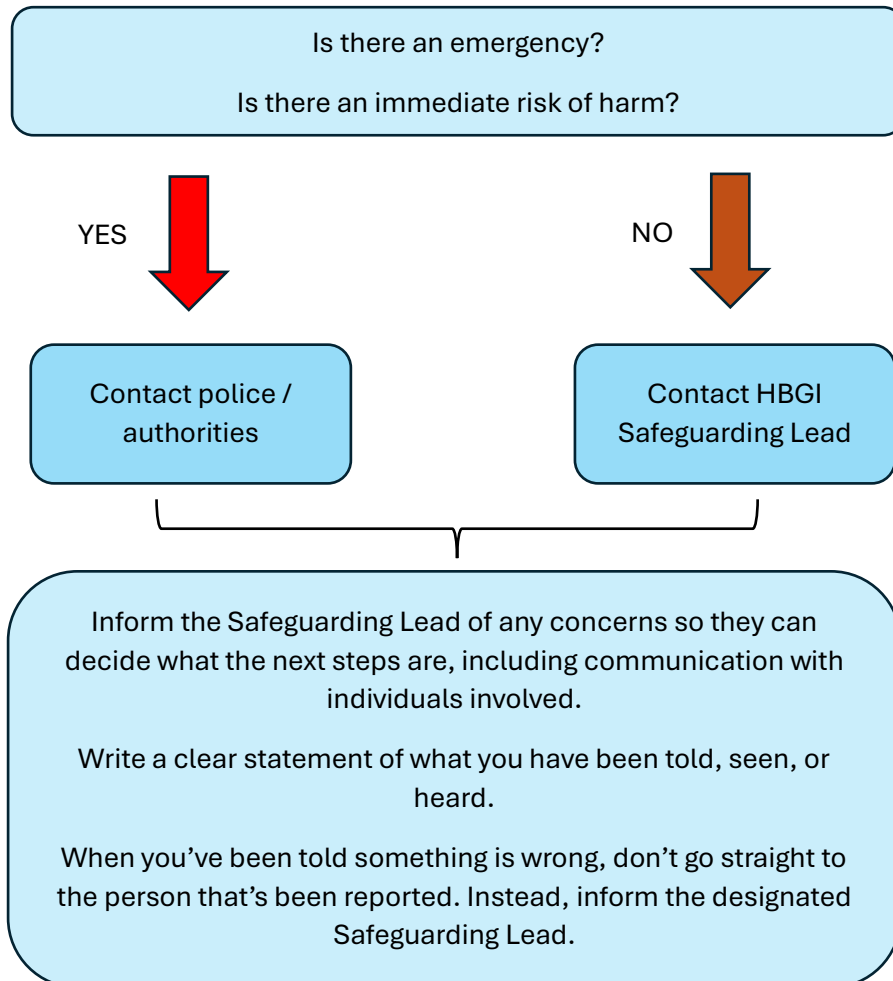 Is there an emergency?
Is there an immediate risk of harm?
YES
NO
Contact police /
authorities
Contact HBGI
Safeguarding Lead
Inform the Safeguarding Lead of any concerns so they can
decide what the next steps are, including communication with
individuals involved.
Write a clear statement of what you have been told, seen, or
heard.
When you’ve been told something is wrong, don’t go straight to
the person that’s been reported. Instead, inform the designated
Safeguarding Lead.